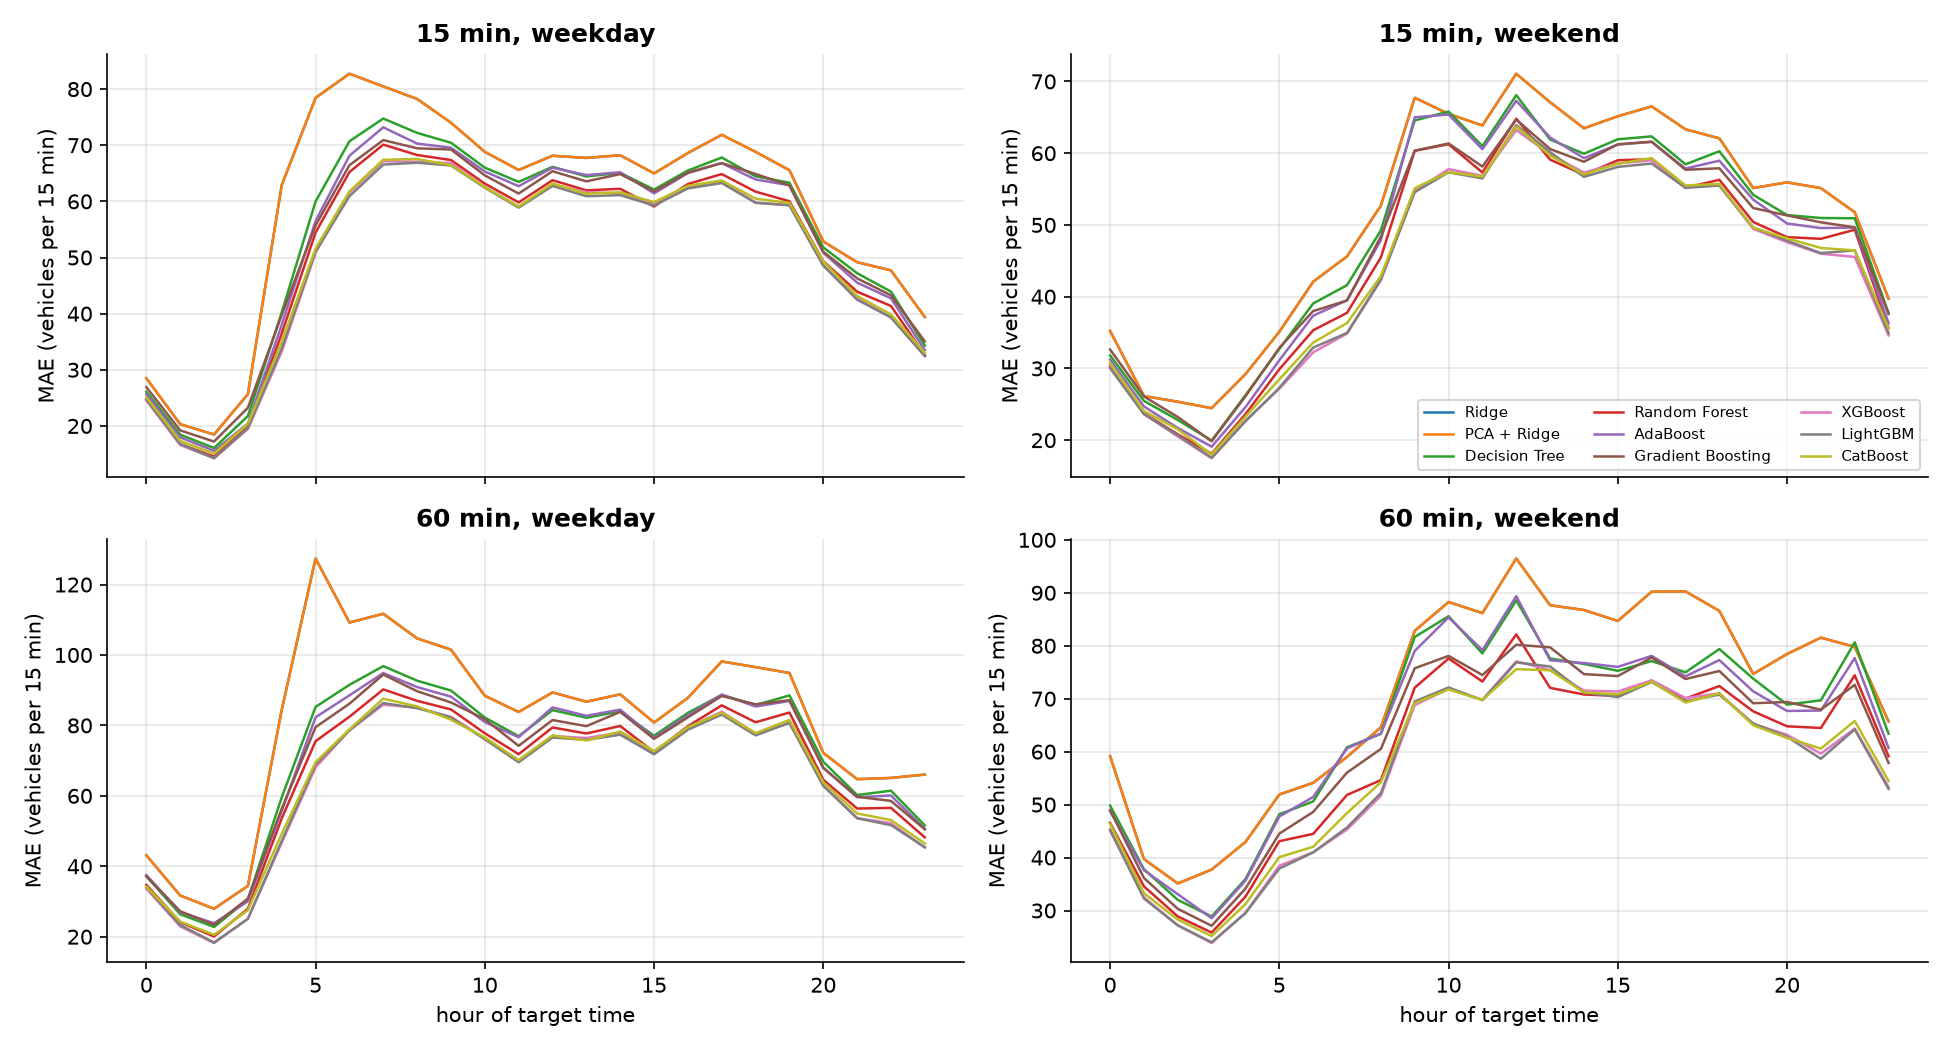 15 min, weekday
MAE (vehicles per 15 min)
80
70
60
50
40
30
20
15 min, weekend
MAE (vehicles per 15 min)
70
60
50
40
30
20
Ridge
PCA + Ridge
Decision Tree
Random Forest
AdaBoost
Gradient Boosting
XGBoost
LightGBM
CatBoost
60 min, weekday
MAE (vehicles per 15 min)
120
100
80
60
40
20
0 5 10 15 20
hour of target time
60 min, weekend
MAE (vehicles per 15 min)
100
90
80
70
60
50
40
30
0 5 10 15 20
hour of target time